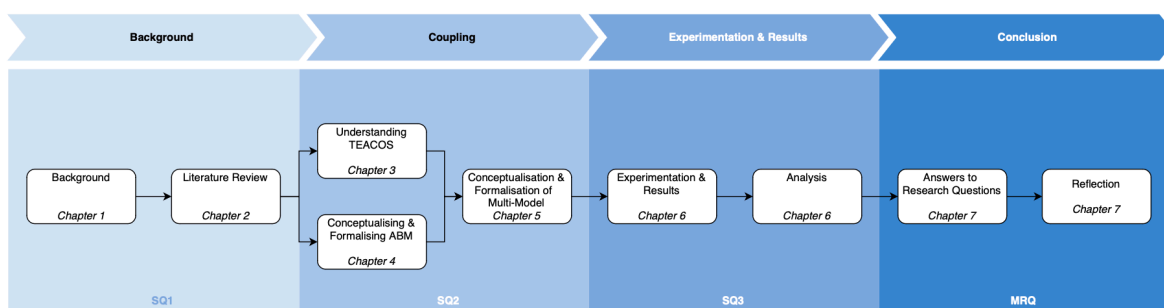 Background
Coupling
Experimentation & Results
Conclusion
Background
Chapter 1
Literature Review
Chapter 2
Understanding
TEACOS
Chapter 3
Conceptualising &
Formalising ABM
Chapter 4
Conceptualisation &
Formalisation of
Multi-Model
Chapter 5
Experimentation &
Results
Chapter 6
Analysis
Chapter 6
Answers to
Research Questions
Chapter 7
Reflection
Chapter 7
SQ1
SQ2
SQ3
MRQ